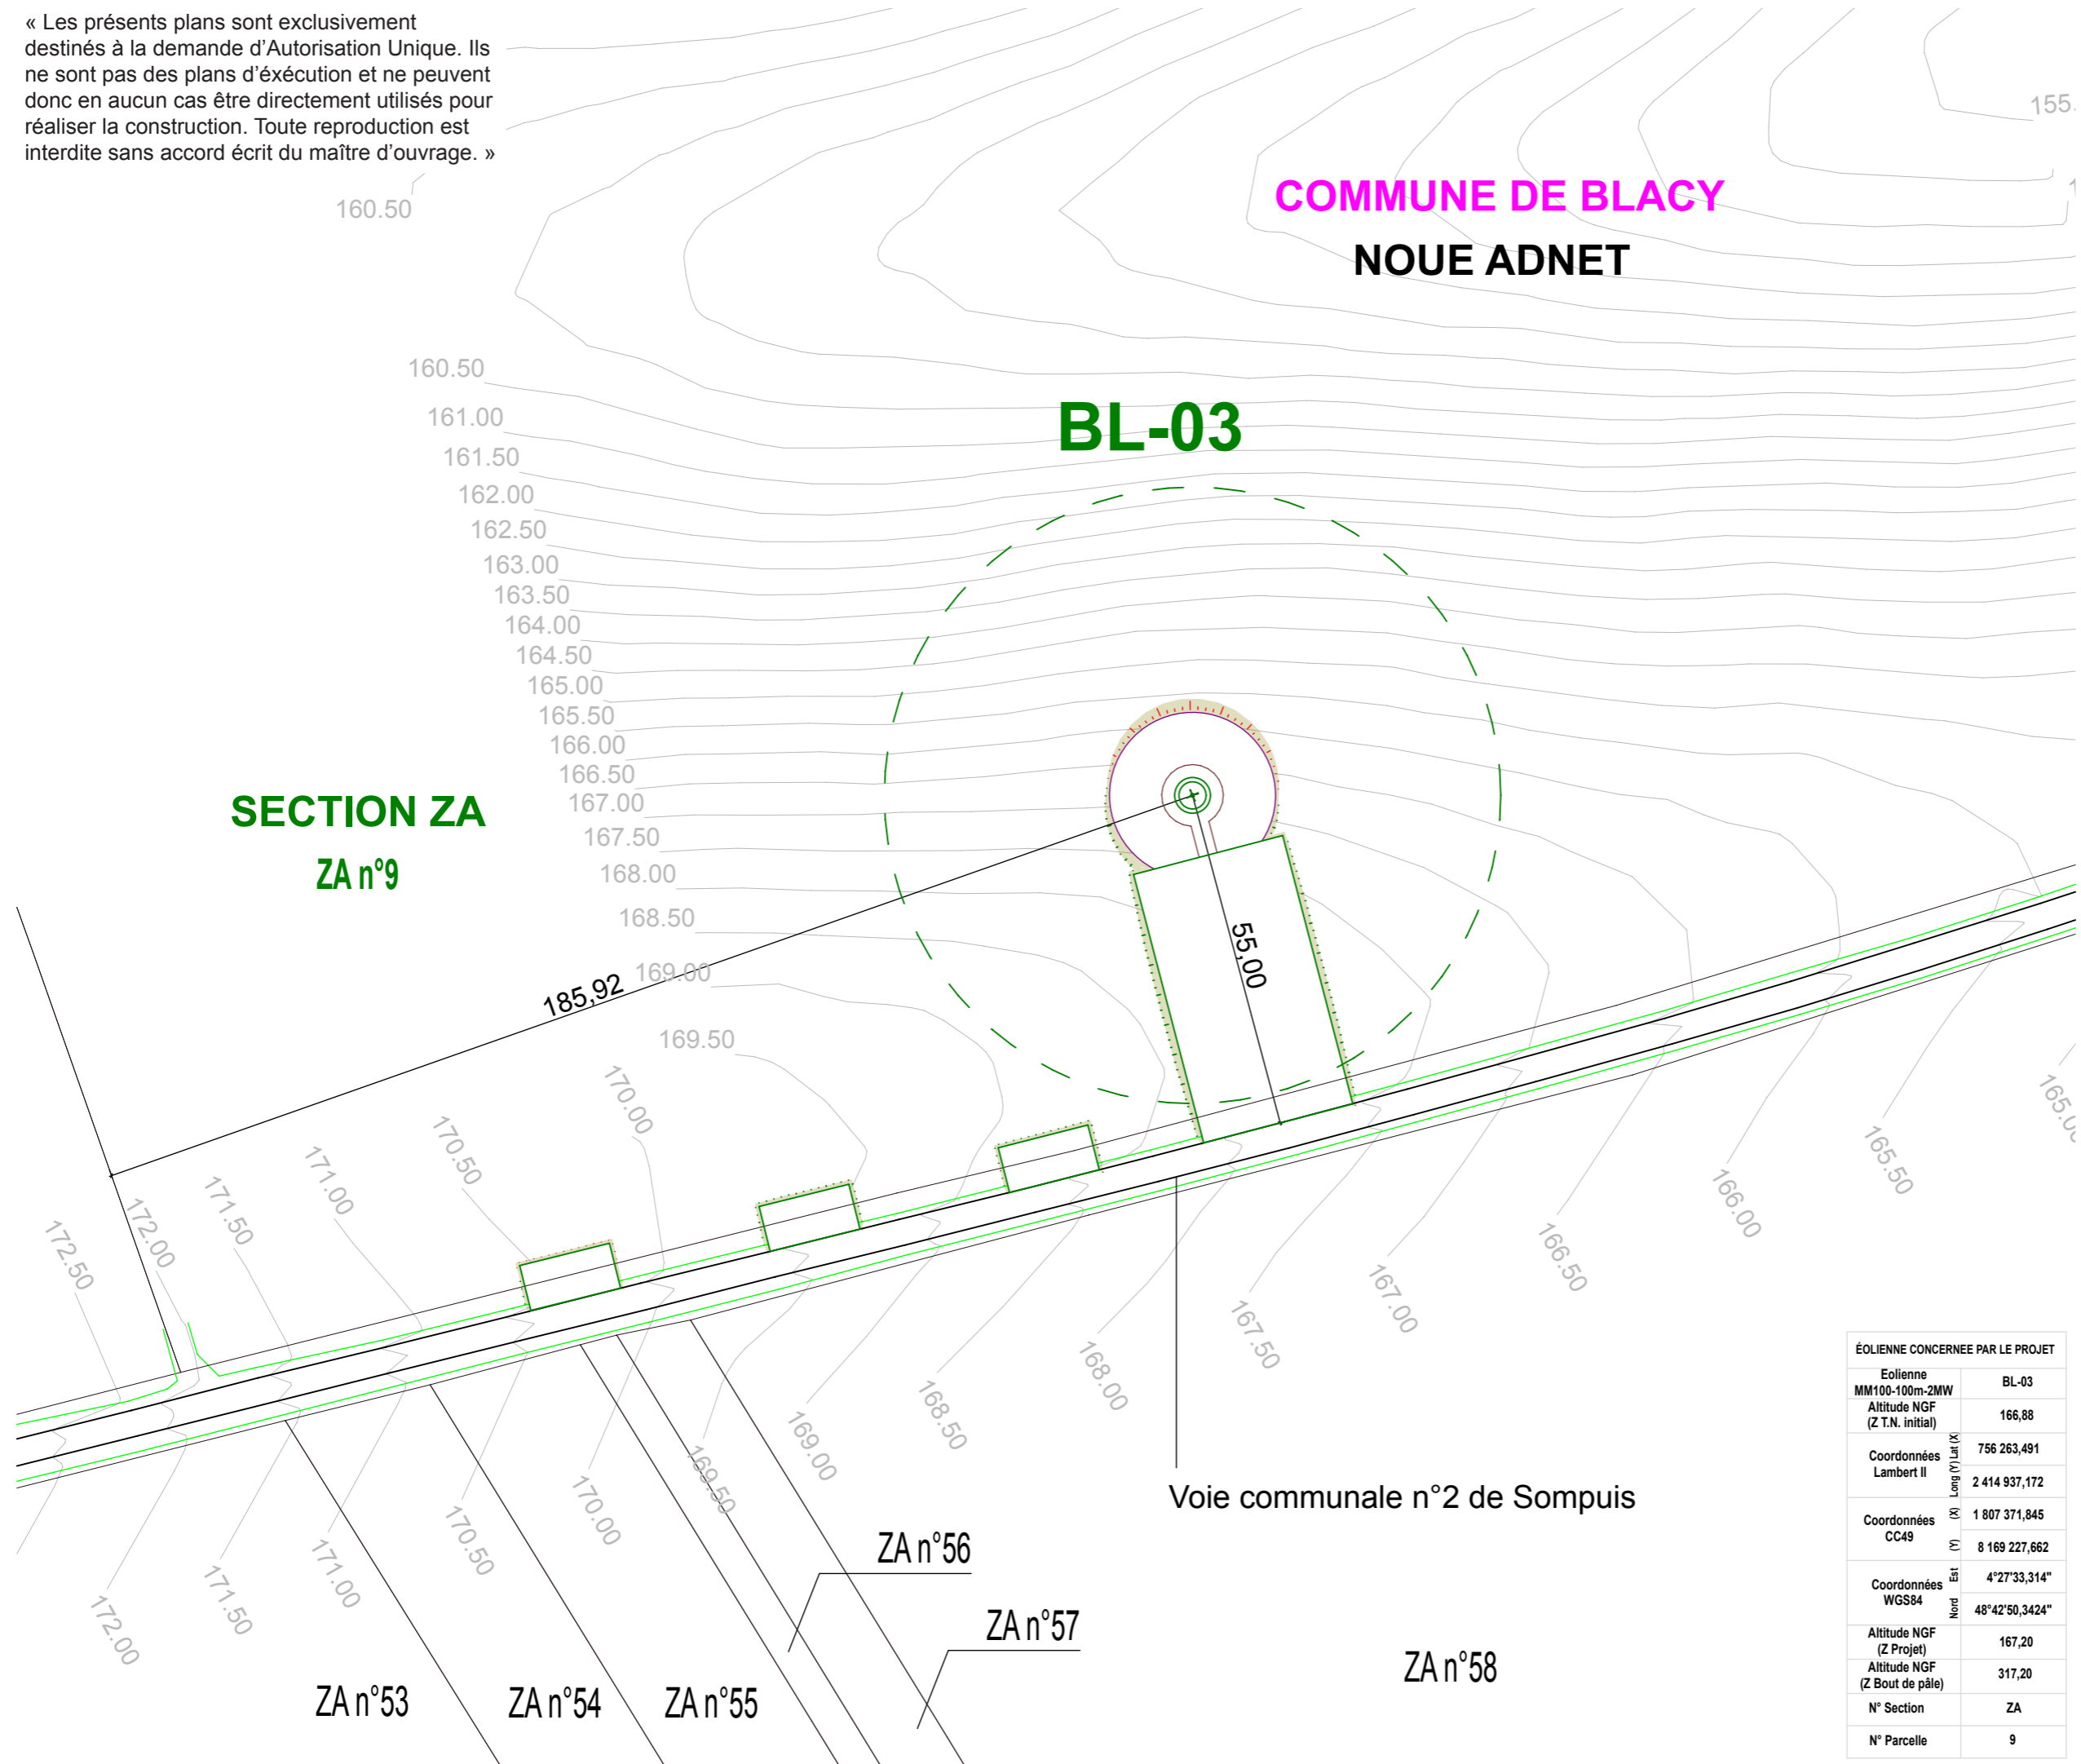 « Les présents plans sont exclusivement
destinés à la demande d'Autorisation Unique. Ils
ne sont pas des plans d'éxécution et ne peuvent
donc en aucun cas être directement utilisés pour
réaliser la construction. Toute reproduction est
interdite sans accord écrit du maître d'ouvrage. »
155.
160.50
COMMUNE DE BLACY
NOUE ADNET
160.50
161.00
BL-03
161.50
162.00
162.50
163.00
163.50
164.00
164.50
165.00
165.50
166.00
166.50
167.00
SECTION ZA
167.50
ZA n°9
168.00
168.50
169.00
55,00
185,92
169.50
170.00
170.50
171.00
171.50
172.00
172.50
165.00
165.50
166.00
166.50
167.00
167.50
168.00
168.50
169.00
169.50
170.00
170.50
171.00
171.50
172.00
Voie communale n°2 de Sompuis
ZA n°56
ZA n°57
ZA n°58
ZA n°53
ZA n°54
ZA n°55
ÉOLIENNE CONCERNEE PAR LE PROJET
Eolienne
MM100-100m-2MW
BL-03
Altitude NGF
(Z T.N. initial)
166,88
Coordonnées
Lambert II
Lat (X)
756 263,491
Long (Y)
2 414 937,172
Coordonnées
CC49
(X)
1 807 371,845
(Y)
8 169 227,662
Coordonnées
WGS84
Est
4°27'33,314"
Nord
48°42'50,3424"
Altitude NGF
(Z Projet)
167,20
Altitude NGF
(Z Bout de pâle)
317,20
N° Section
ZA
N° Parcelle
9